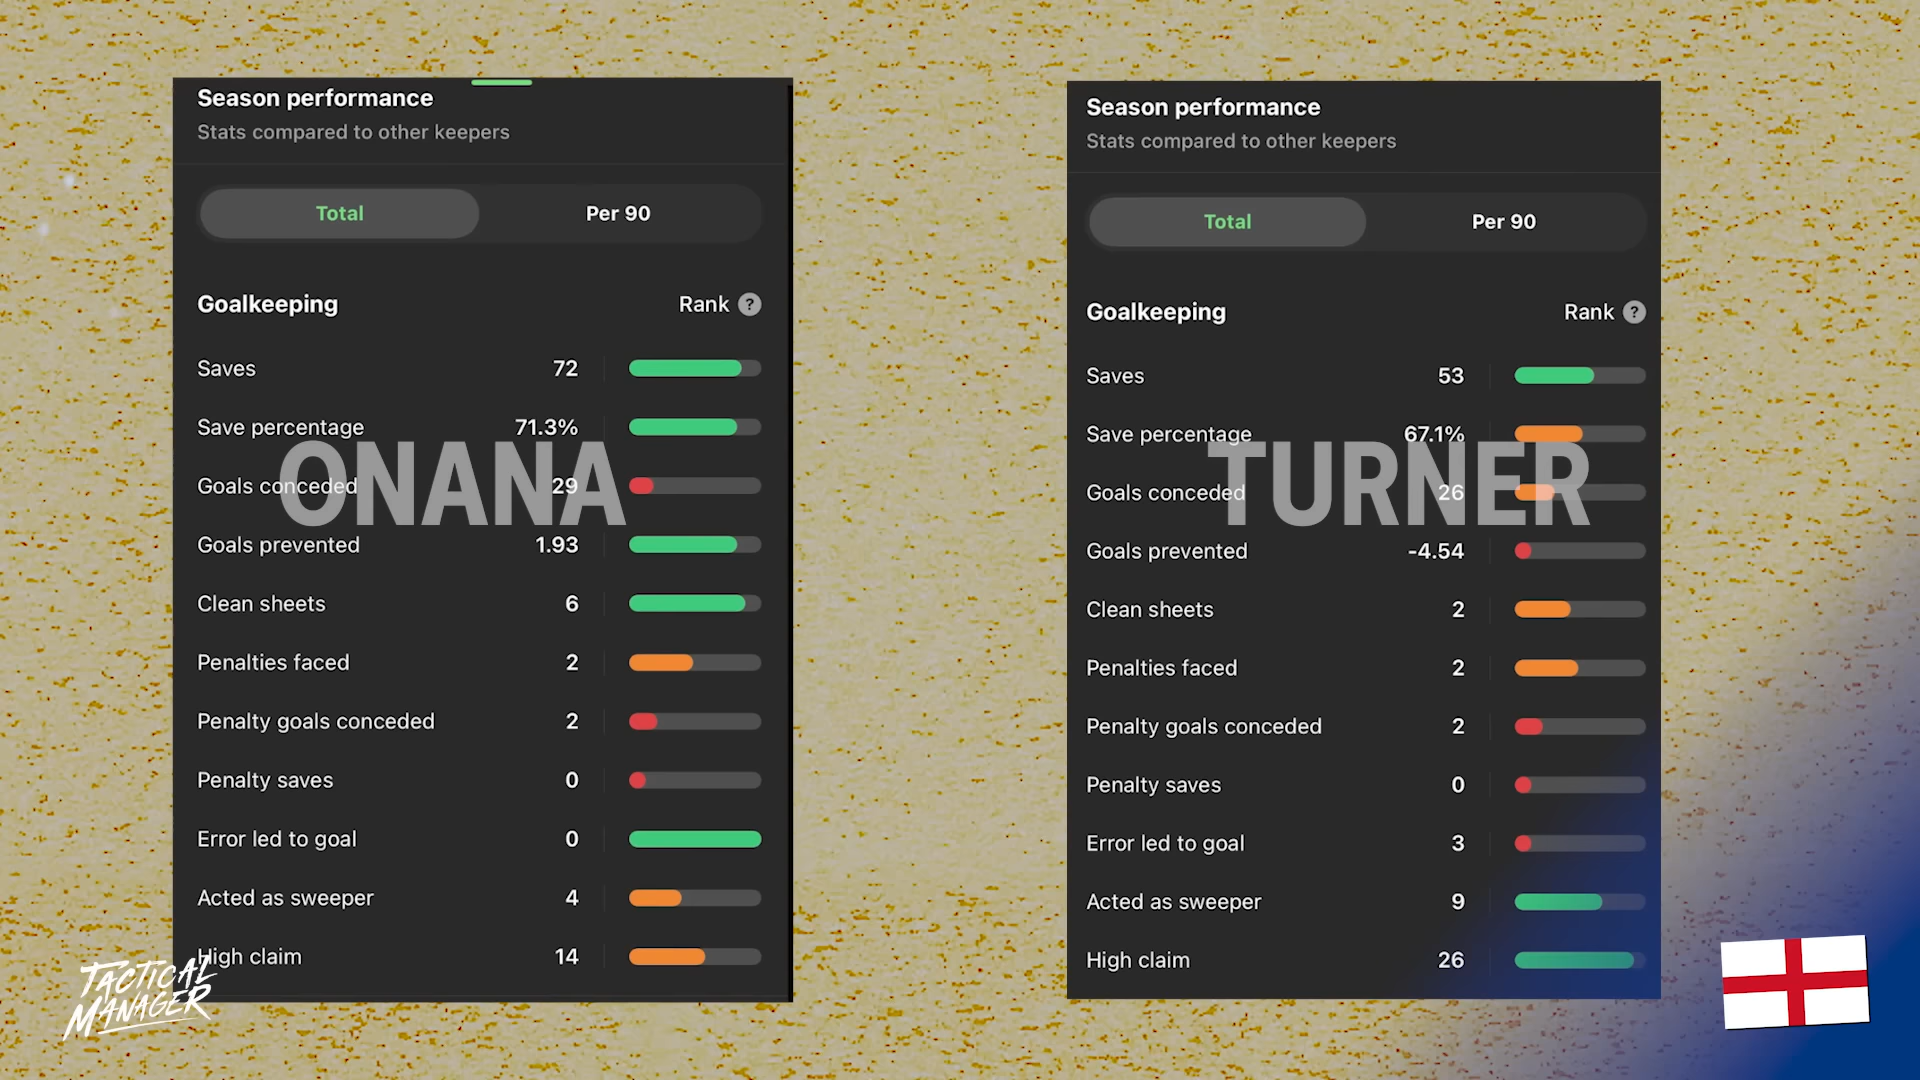 Season performance
Stats compared to other keepers
Total Per 90
Goalkeeping Rank ?
Saves 72
Save percentage 71.3%
Goals conceded 29
Goals prevented 1.93
Clean sheets 6
Penalties faced 2
Penalty goals conceded 2
Penalty saves 0
Error led to goal 0
Acted as sweeper 4
High claim 14
ONANA
TACTICAL
MANAGER
Season performance
Stats compared to other keepers
Total Per 90
Goalkeeping Rank ?
Saves 53
Save percentage 67.1%
Goals conceded 26
Goals prevented -4.54
Clean sheets 2
Penalties faced 2
Penalty goals conceded 2
Penalty saves 0
Error led to goal 3
Acted as sweeper 9
High claim 26
TURNER